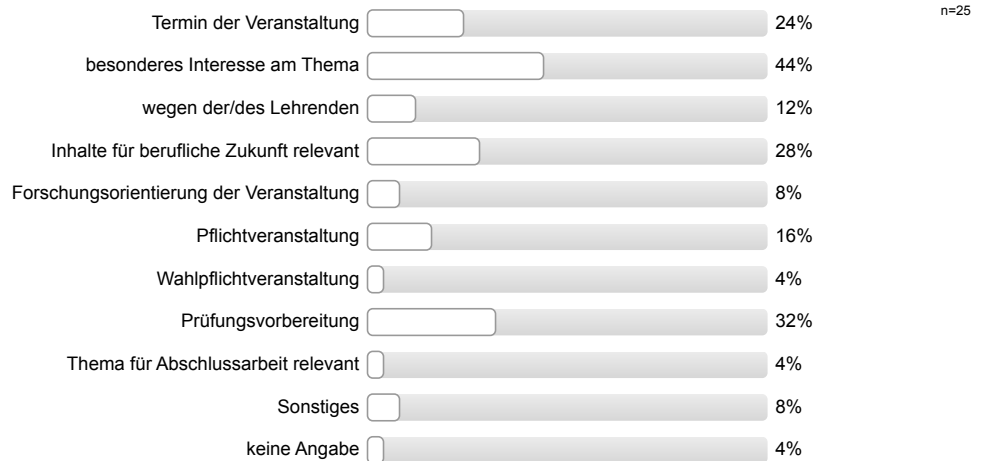 n=25
Termin der Veranstaltung 24%
besonderes Interesse am Thema 44%
wegen der/des Lehrenden 12%
Inhalte für berufliche Zukunft relevant 28%
Forschungsorientierung der Veranstaltung 8%
Pflichtveranstaltung 16%
Wahlpflichtveranstaltung 4%
Prüfungsvorbereitung 32%
Thema für Abschlussarbeit relevant 4%
Sonstiges 8%
keine Angabe 4%